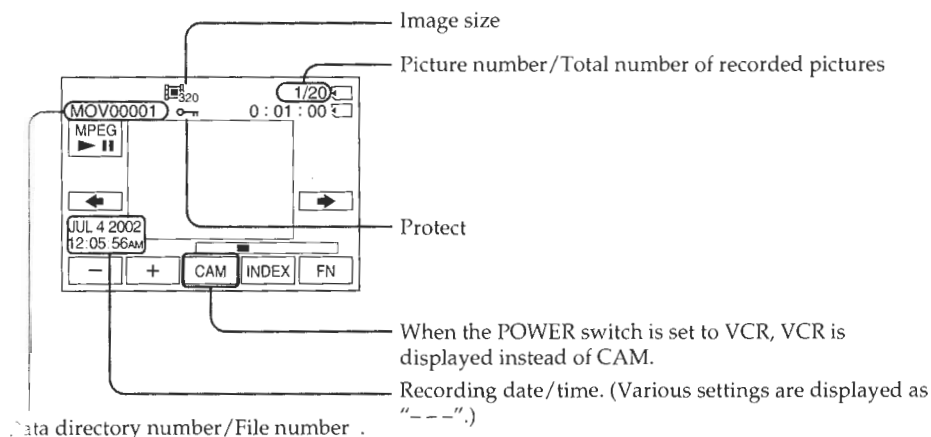 Image size
Picture number/Total number of recorded pictures
320
1/20
MOV00001
0:01:00
MPEG
Protect
JUL 4 2002
12:05:56AM
− + CAM INDEX FN
When the POWER switch is set to VCR, VCR is
displayed instead of CAM.
Recording date/time. (Various settings are displayed as
"– – –".)
directory number/File number